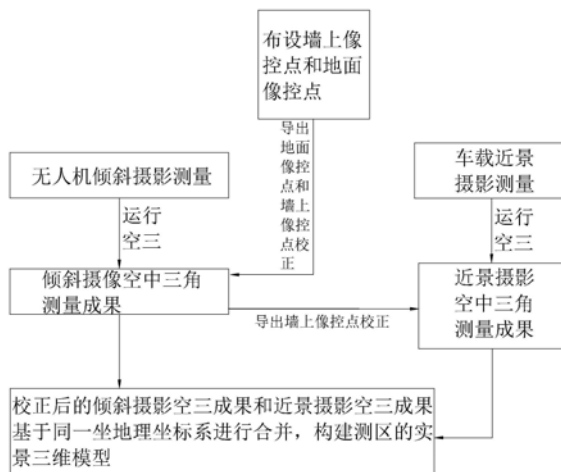 布设墙上像
控点和地面
像控点
导出
地面
像控
点和
墙上
像控
点校
正
无人机倾斜摄影测量
车载近景
摄影测量
运行
空三
运行
空三
倾斜摄像空中三角
测量成果
导出墙上像控点校正
近景摄影
空中三角
测量成果
校正后的倾斜摄影空三成果和近景摄影空三成果
基于同一坐地理坐标系进行合并，构建测区的实
景三维模型